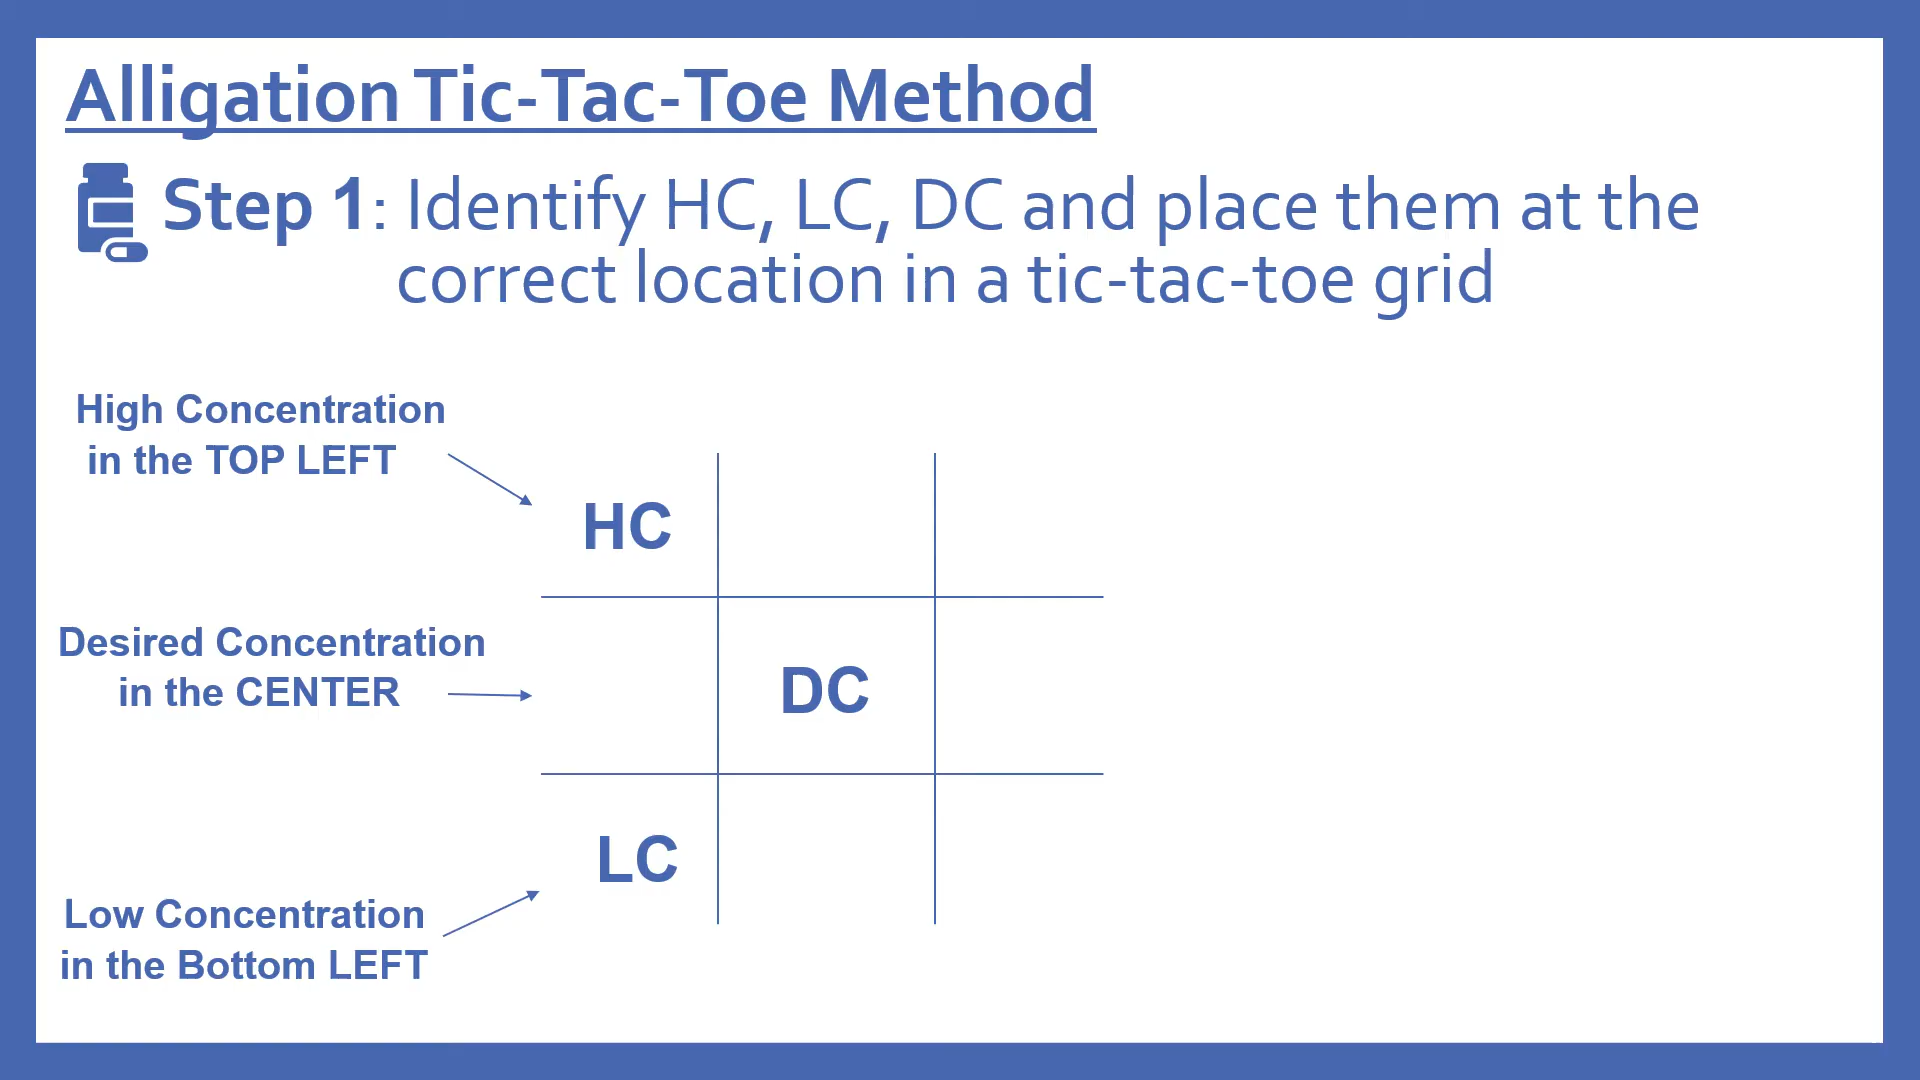 Alligation Tic-Tac-Toe Method
Step 1: Identify HC, LC, DC and place them at the
correct location in a tic-tac-toe grid
High Concentration
in the TOP LEFT
HC
Desired Concentration
in the CENTER
DC
LC
Low Concentration
in the Bottom LEFT